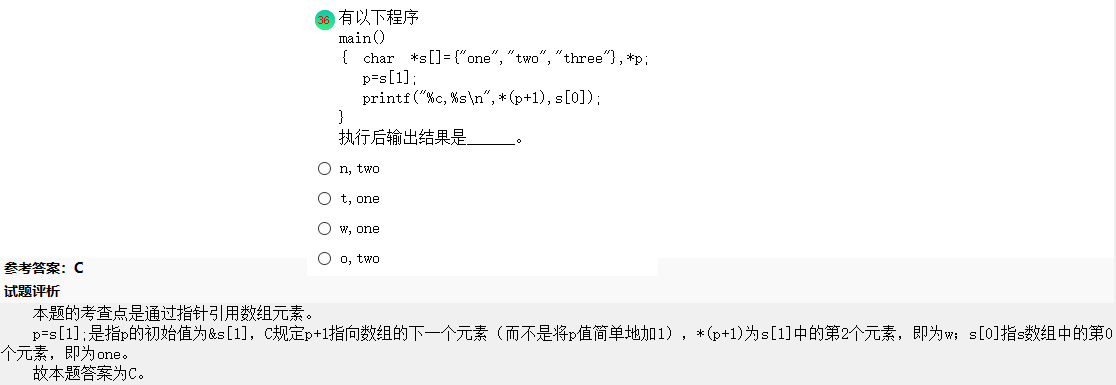 36 有以下程序
main()
{ char *s[]={"one","two","three"},*p;
p=s[1];
printf("%c,%s\n",*(p+1),s[0]);
}
执行后输出结果是______。
n,two
t,one
w,one
o,two
参考答案：C
试题评析
本题的考查点是通过指针引用数组元素。
p=s[1];是指p的初始值为&s[1]，C规定p+1指向数组的下一个元素（而不是将p值简单地加1），*(p+1)为s[1]中的第2个元素，即为w；s[0]指s数组中的第0
个元素，即为one。
故本题答案为C。